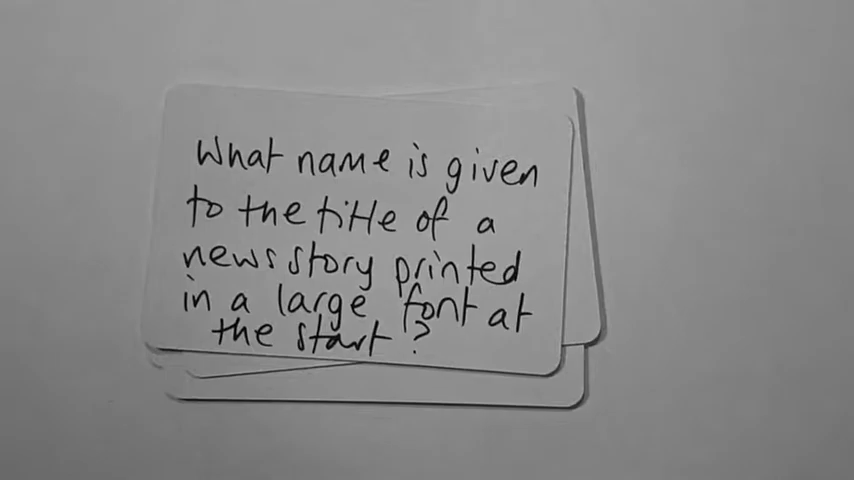 What name is given
to the title of a
news story printed
in a large font at
the start?